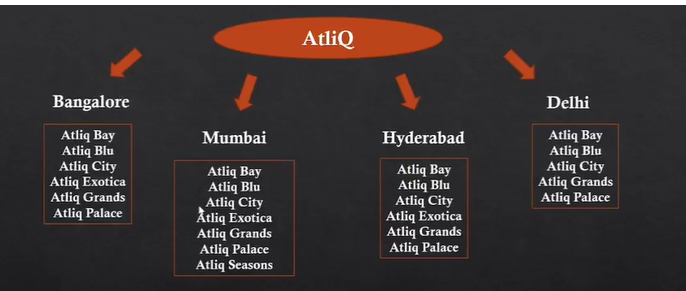 AtliQ
Bangalore
Atliq Bay
Atliq Blu
Atliq City
Atliq Exotica
Atliq Grands
Atliq Palace
Mumbai
Atliq Bay
Atliq Blu
Atliq City
Atliq Exotica
Atliq Grands
Atliq Palace
Atliq Seasons
Hyderabad
Atliq Bay
Atliq Blu
Atliq City
Atliq Exotica
Atliq Grands
Atliq Palace
Delhi
Atliq Bay
Atliq Blu
Atliq City
Atliq Grands
Atliq Palace